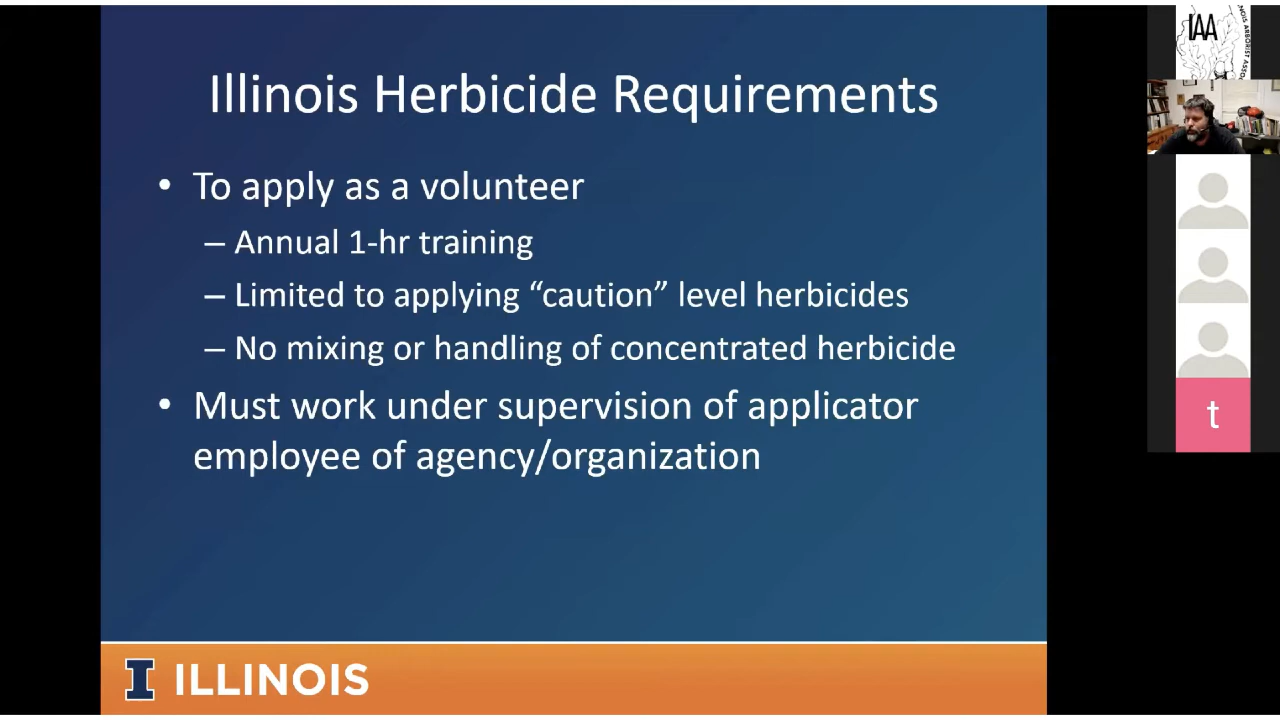 Illinois Herbicide Requirements
• To apply as a volunteer
– Annual 1-hr training
– Limited to applying “caution” level herbicides
– No mixing or handling of concentrated herbicide
• Must work under supervision of applicator
employee of agency/organization
I ILLINOIS
IAA
t